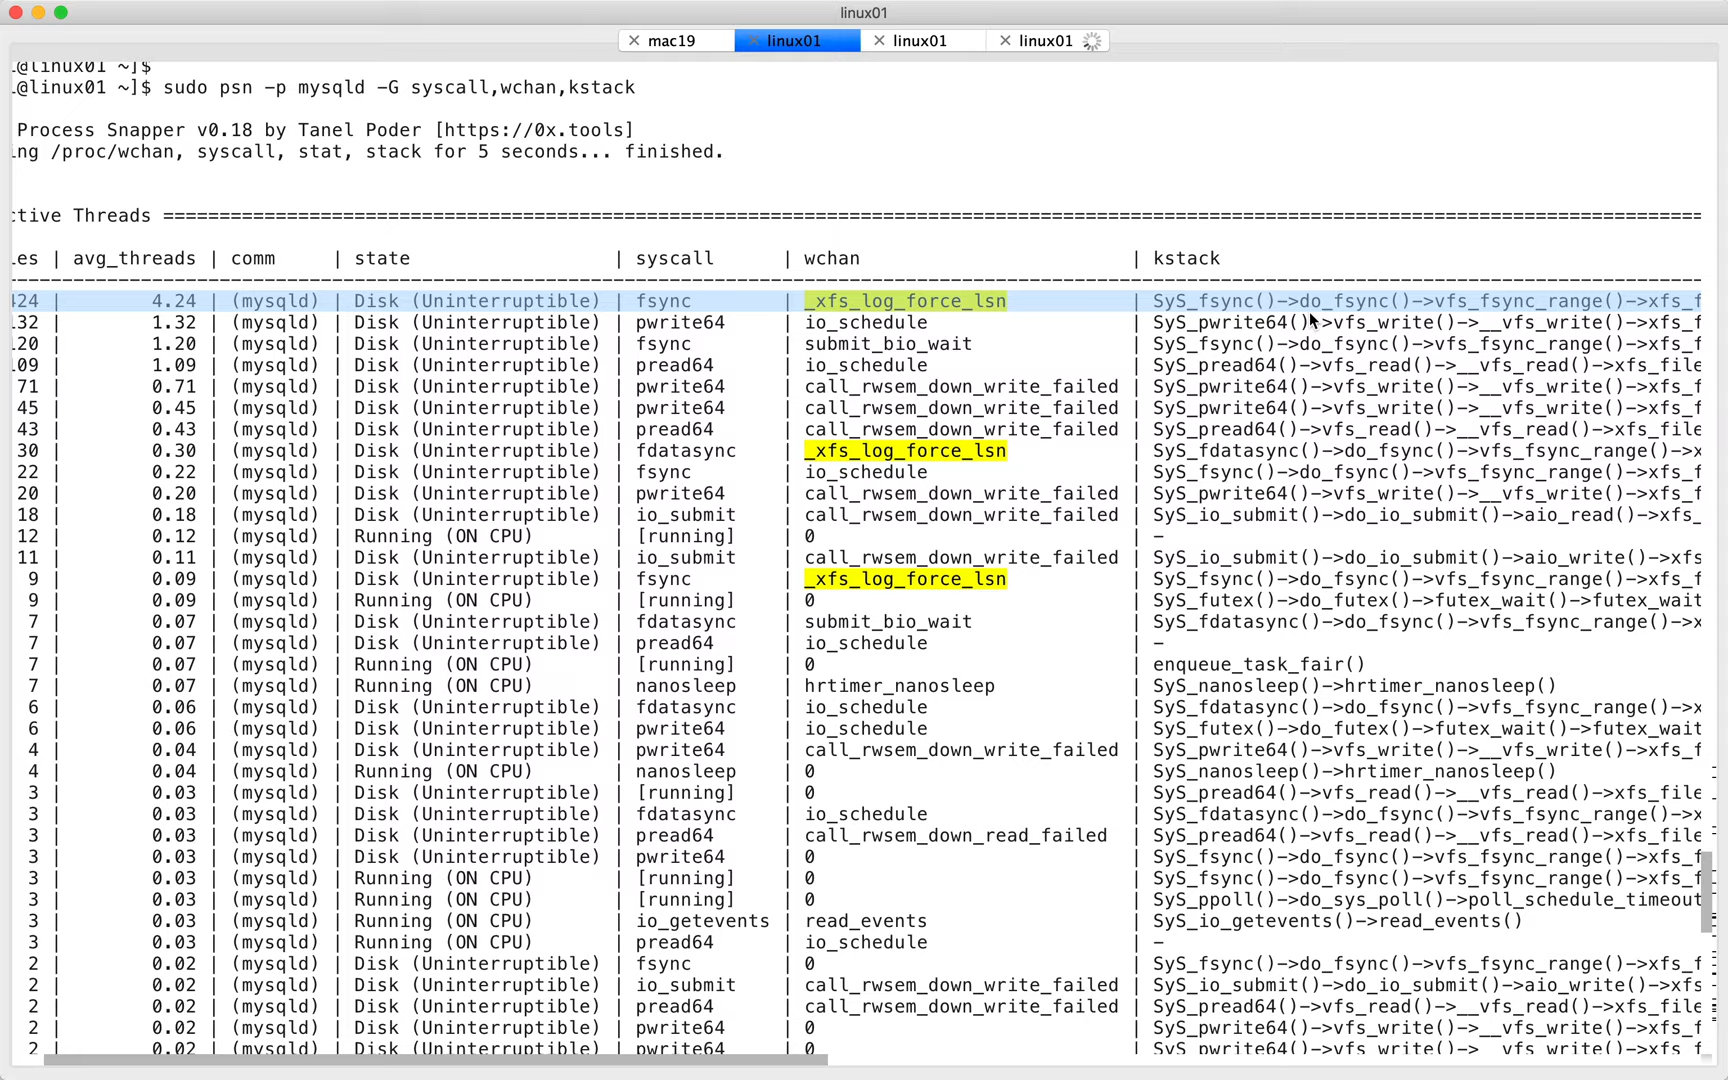 linux01
✕ mac19 ✕ linux01 ✕ linux01 ✕ linux01
@linux01 ~]$
@linux01 ~]$ sudo psn -p mysqld -G syscall,wchan,kstack
Process Snapper v0.18 by Tanel Poder [https://0x.tools]
ing /proc/wchan, syscall, stat, stack for 5 seconds... finished.
ctive Threads ==========================================================================================================================================
les | avg_threads | comm | state | syscall | wchan | kstack
424 | 4.24 | (mysqld) | Disk (Uninterruptible) | fsync | _xfs_log_force_lsn | SyS_fsync()->do_fsync()->vfs_fsync_range()->xfs_f
132 | 1.32 | (mysqld) | Disk (Uninterruptible) | pwrite64 | io_schedule | SyS_pwrite64()->vfs_write()->__vfs_write()->xfs_f
120 | 1.20 | (mysqld) | Disk (Uninterruptible) | fsync | submit_bio_wait | SyS_fsync()->do_fsync()->vfs_fsync_range()->xfs_f
109 | 1.09 | (mysqld) | Disk (Uninterruptible) | pread64 | io_schedule | SyS_pread64()->vfs_read()->__vfs_read()->xfs_file
71 | 0.71 | (mysqld) | Disk (Uninterruptible) | pwrite64 | call_rwsem_down_write_failed | SyS_pwrite64()->vfs_write()->__vfs_write()->xfs_f
45 | 0.45 | (mysqld) | Disk (Uninterruptible) | pwrite64 | call_rwsem_down_write_failed | SyS_pwrite64()->vfs_write()->__vfs_write()->xfs_f
43 | 0.43 | (mysqld) | Disk (Uninterruptible) | pread64 | call_rwsem_down_write_failed | SyS_pread64()->vfs_read()->__vfs_read()->xfs_file
30 | 0.30 | (mysqld) | Disk (Uninterruptible) | fdatasync | _xfs_log_force_lsn | SyS_fdatasync()->do_fsync()->vfs_fsync_range()->x
22 | 0.22 | (mysqld) | Disk (Uninterruptible) | fsync | io_schedule | SyS_fsync()->do_fsync()->vfs_fsync_range()->xfs_f
20 | 0.20 | (mysqld) | Disk (Uninterruptible) | pwrite64 | call_rwsem_down_write_failed | SyS_pwrite64()->vfs_write()->__vfs_write()->xfs_f
18 | 0.18 | (mysqld) | Disk (Uninterruptible) | io_submit | call_rwsem_down_write_failed | SyS_io_submit()->do_io_submit()->aio_read()->xfs_
12 | 0.12 | (mysqld) | Running (ON CPU) | [running] | 0 | -
11 | 0.11 | (mysqld) | Disk (Uninterruptible) | io_submit | call_rwsem_down_write_failed | SyS_io_submit()->do_io_submit()->aio_write()->xfs
9 | 0.09 | (mysqld) | Disk (Uninterruptible) | fsync | _xfs_log_force_lsn | SyS_fsync()->do_fsync()->vfs_fsync_range()->xfs_f
9 | 0.09 | (mysqld) | Running (ON CPU) | [running] | 0 | SyS_futex()->do_futex()->futex_wait()->futex_wait
7 | 0.07 | (mysqld) | Disk (Uninterruptible) | fdatasync | submit_bio_wait | SyS_fdatasync()->do_fsync()->vfs_fsync_range()->x
7 | 0.07 | (mysqld) | Disk (Uninterruptible) | pread64 | io_schedule | -
7 | 0.07 | (mysqld) | Running (ON CPU) | [running] | 0 | enqueue_task_fair()
7 | 0.07 | (mysqld) | Running (ON CPU) | nanosleep | hrtimer_nanosleep | SyS_nanosleep()->hrtimer_nanosleep()
6 | 0.06 | (mysqld) | Disk (Uninterruptible) | fdatasync | io_schedule | SyS_fdatasync()->do_fsync()->vfs_fsync_range()->x
6 | 0.06 | (mysqld) | Disk (Uninterruptible) | pwrite64 | io_schedule | SyS_futex()->do_futex()->futex_wait()->futex_wait
4 | 0.04 | (mysqld) | Disk (Uninterruptible) | pwrite64 | call_rwsem_down_write_failed | SyS_pwrite64()->vfs_write()->__vfs_write()->xfs_f
4 | 0.04 | (mysqld) | Running (ON CPU) | nanosleep | 0 | SyS_nanosleep()->hrtimer_nanosleep()
3 | 0.03 | (mysqld) | Disk (Uninterruptible) | [running] | 0 | SyS_pread64()->vfs_read()->__vfs_read()->xfs_file
3 | 0.03 | (mysqld) | Disk (Uninterruptible) | fdatasync | io_schedule | SyS_fdatasync()->do_fsync()->vfs_fsync_range()->x
3 | 0.03 | (mysqld) | Disk (Uninterruptible) | pread64 | call_rwsem_down_read_failed | SyS_pread64()->vfs_read()->__vfs_read()->xfs_file
3 | 0.03 | (mysqld) | Disk (Uninterruptible) | pwrite64 | 0 | SyS_fsync()->do_fsync()->vfs_fsync_range()->xfs_f
3 | 0.03 | (mysqld) | Running (ON CPU) | [running] | 0 | SyS_fsync()->do_fsync()->vfs_fsync_range()->xfs_f
3 | 0.03 | (mysqld) | Running (ON CPU) | [running] | 0 | SyS_ppoll()->do_sys_poll()->poll_schedule_timeout
3 | 0.03 | (mysqld) | Running (ON CPU) | io_getevents | read_events | SyS_io_getevents()->read_events()
3 | 0.03 | (mysqld) | Running (ON CPU) | pread64 | io_schedule | -
2 | 0.02 | (mysqld) | Disk (Uninterruptible) | fsync | 0 | SyS_fsync()->do_fsync()->vfs_fsync_range()->xfs_f
2 | 0.02 | (mysqld) | Disk (Uninterruptible) | io_submit | call_rwsem_down_write_failed | SyS_io_submit()->do_io_submit()->aio_write()->xfs
2 | 0.02 | (mysqld) | Disk (Uninterruptible) | pread64 | call_rwsem_down_write_failed | SyS_pread64()->vfs_read()->__vfs_read()->xfs_file
2 | 0.02 | (mysqld) | Disk (Uninterruptible) | pwrite64 | 0 | SyS_pwrite64()->vfs_write()->__vfs_write()->xfs_f
2 | 0.02 | (mysqld) | Disk (Uninterruptible) | pwrite64 | 0 | SyS_pwrite64()->vfs_write()->__vfs_write()->xfs_f